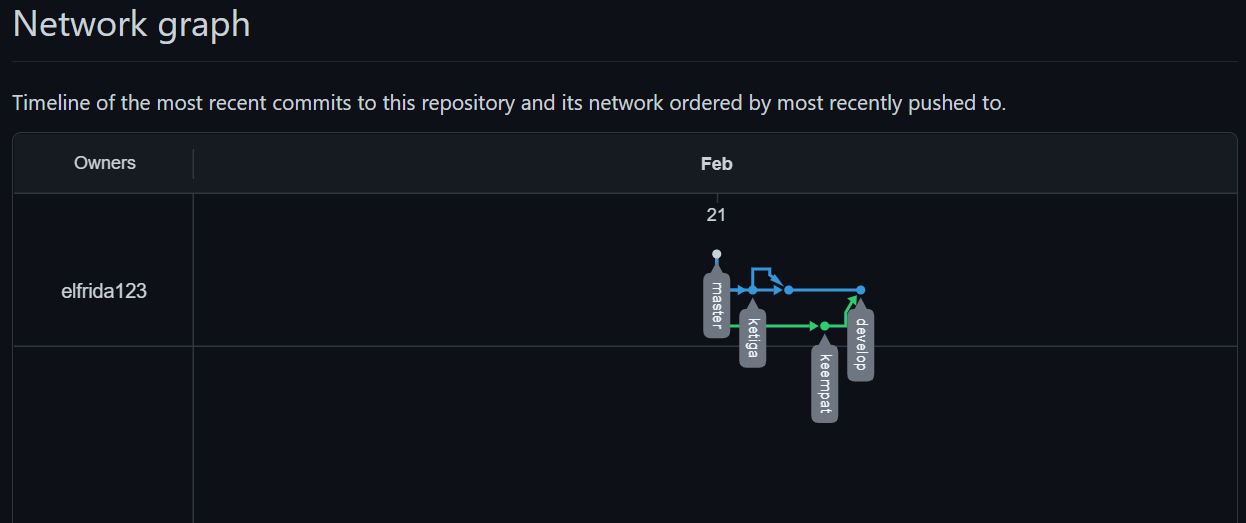 Network graph
Timeline of the most recent commits to this repository and its network ordered by most recently pushed to.
Owners
Feb
21
elfrida123
master
ketiga
keempat
develop